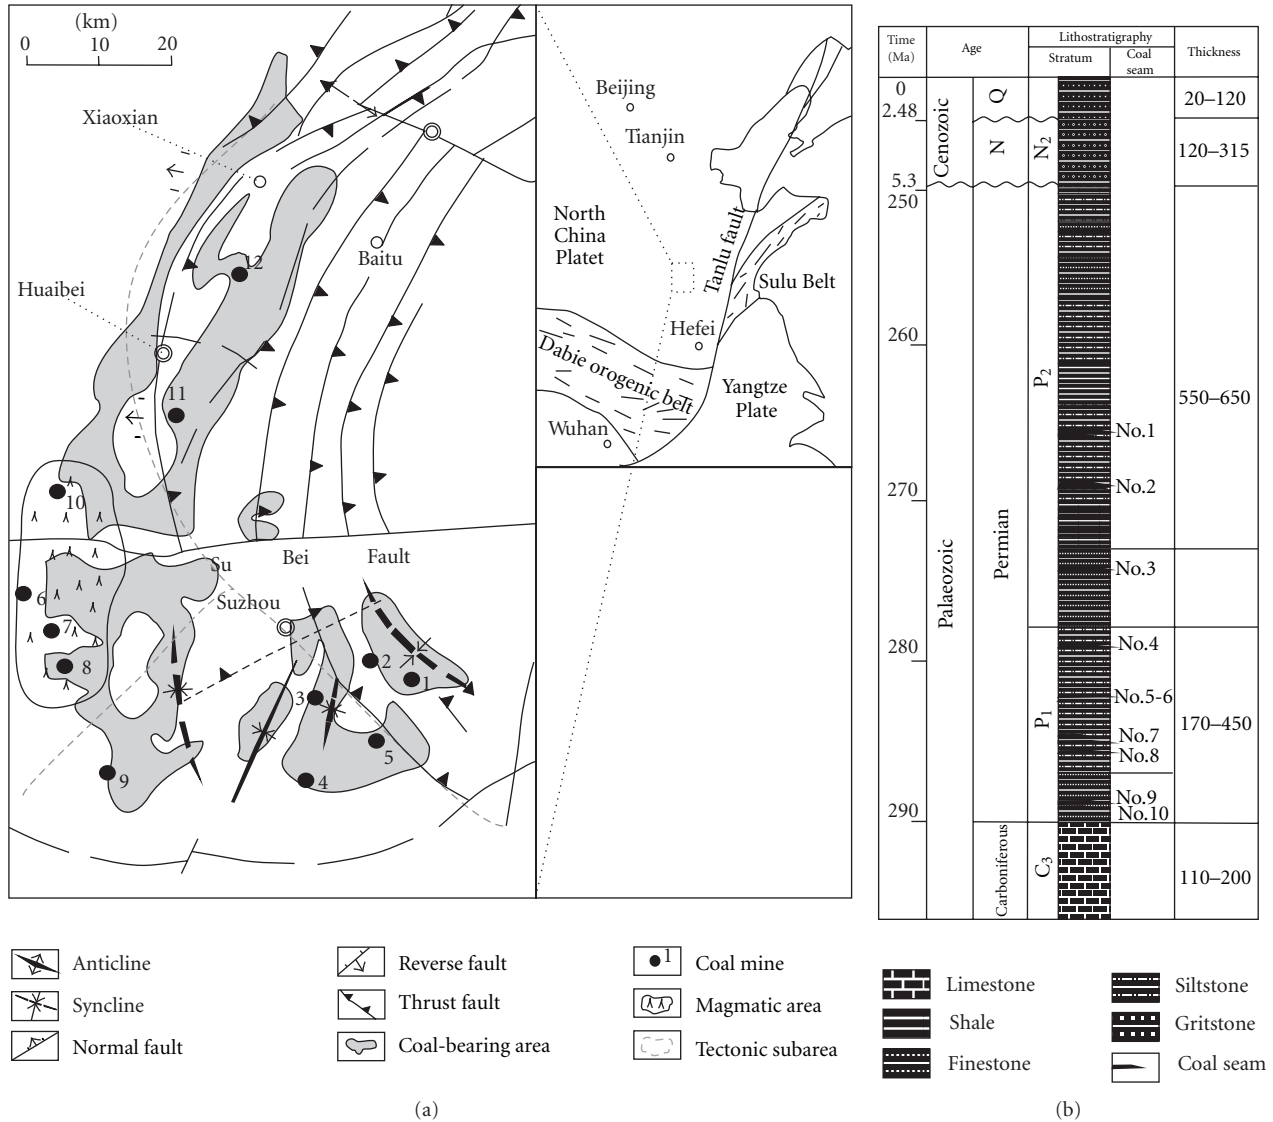 (km)
0 10 20
Xiaoxian
Huaibei
Baitu
12
11
10
Su Bei Fault
Suzhou
6
7
8
2
1
3
5
4
9
Beijing
Tianjin
North
China
Platet
Tanlu fault
Sulu Belt
Hefei
Dabie orogenic belt
Yangtze
Plate
Wuhan
Time
(Ma)
Age
Lithostratigraphy
Stratum
Coal
seam
Thickness
0
2.48
5.3
250
260
270
280
290
Cenozoic
Palaeozoic
Q
N
Permian
Carboniferous
N2
P2
P1
C3
No.1
No.2
No.3
No.4
No.5-6
No.7
No.8
No.9
No.10
20–120
120–315
550–650
170–450
110–200
Anticline
Syncline
Normal fault
Reverse fault
Thrust fault
Coal-bearing area
1 Coal mine
Magmatic area
Tectonic subarea
Limestone
Shale
Finestone
Siltstone
Gritstone
Coal seam
(a)
(b)